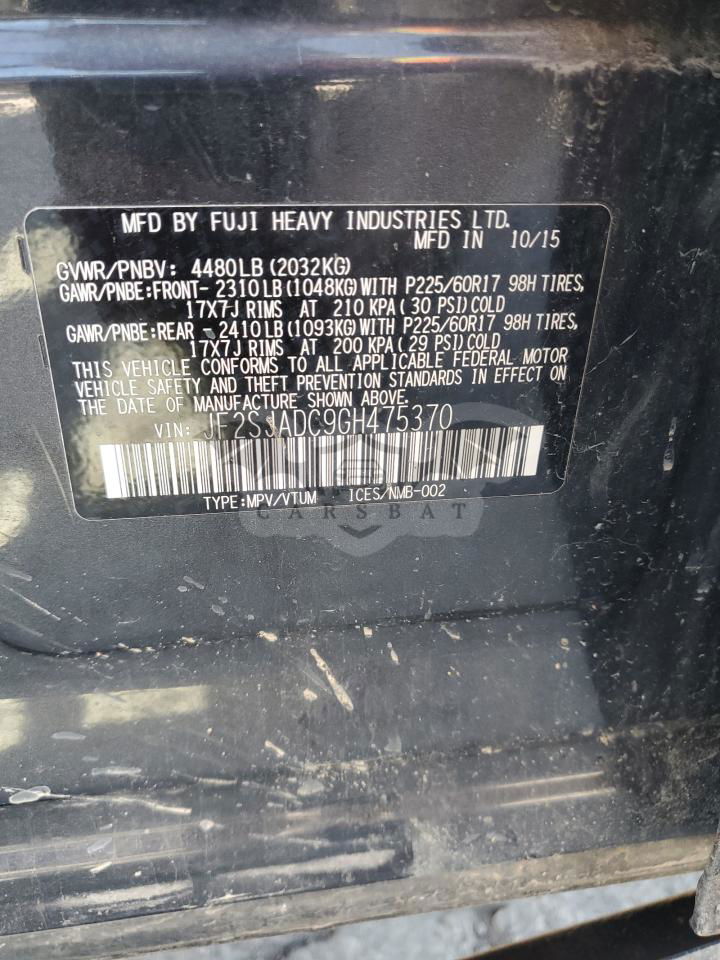 MFD BY FUJI HEAVY INDUSTRIES LTD.
MFD IN 10/15
GVWR/PNBV: 4480LB (2032KG)
GAWR/PNBE:FRONT- 2310LB (1048KG) WITH P225/60R17 98H TIRES,
17X7J RIMS AT 210 KPA (30 PSI) COLD
GAWR/PNBE:REAR - 2410LB (1093KG) WITH P225/60R17 98H TIRES,
17X7J RIMS AT 200 KPA (29 PSI) COLD
THIS VEHICLE CONFORMS TO ALL APPLICABLE FEDERAL MOTOR
VEHICLE SAFETY AND THEFT PREVENTION STANDARDS IN EFFECT ON
THE DATE OF MANUFACTURE SHOWN ABOVE.
VIN: JF2SJADC9GH475370
TYPE:MPV/VTUM ICES/NMB-002
CARSBAT